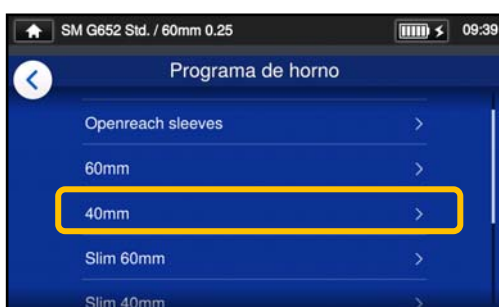 SM G652 Std. / 60mm 0.25 09:39
Programa de horno
Openreach sleeves
60mm
40mm
Slim 60mm
Slim 40mm